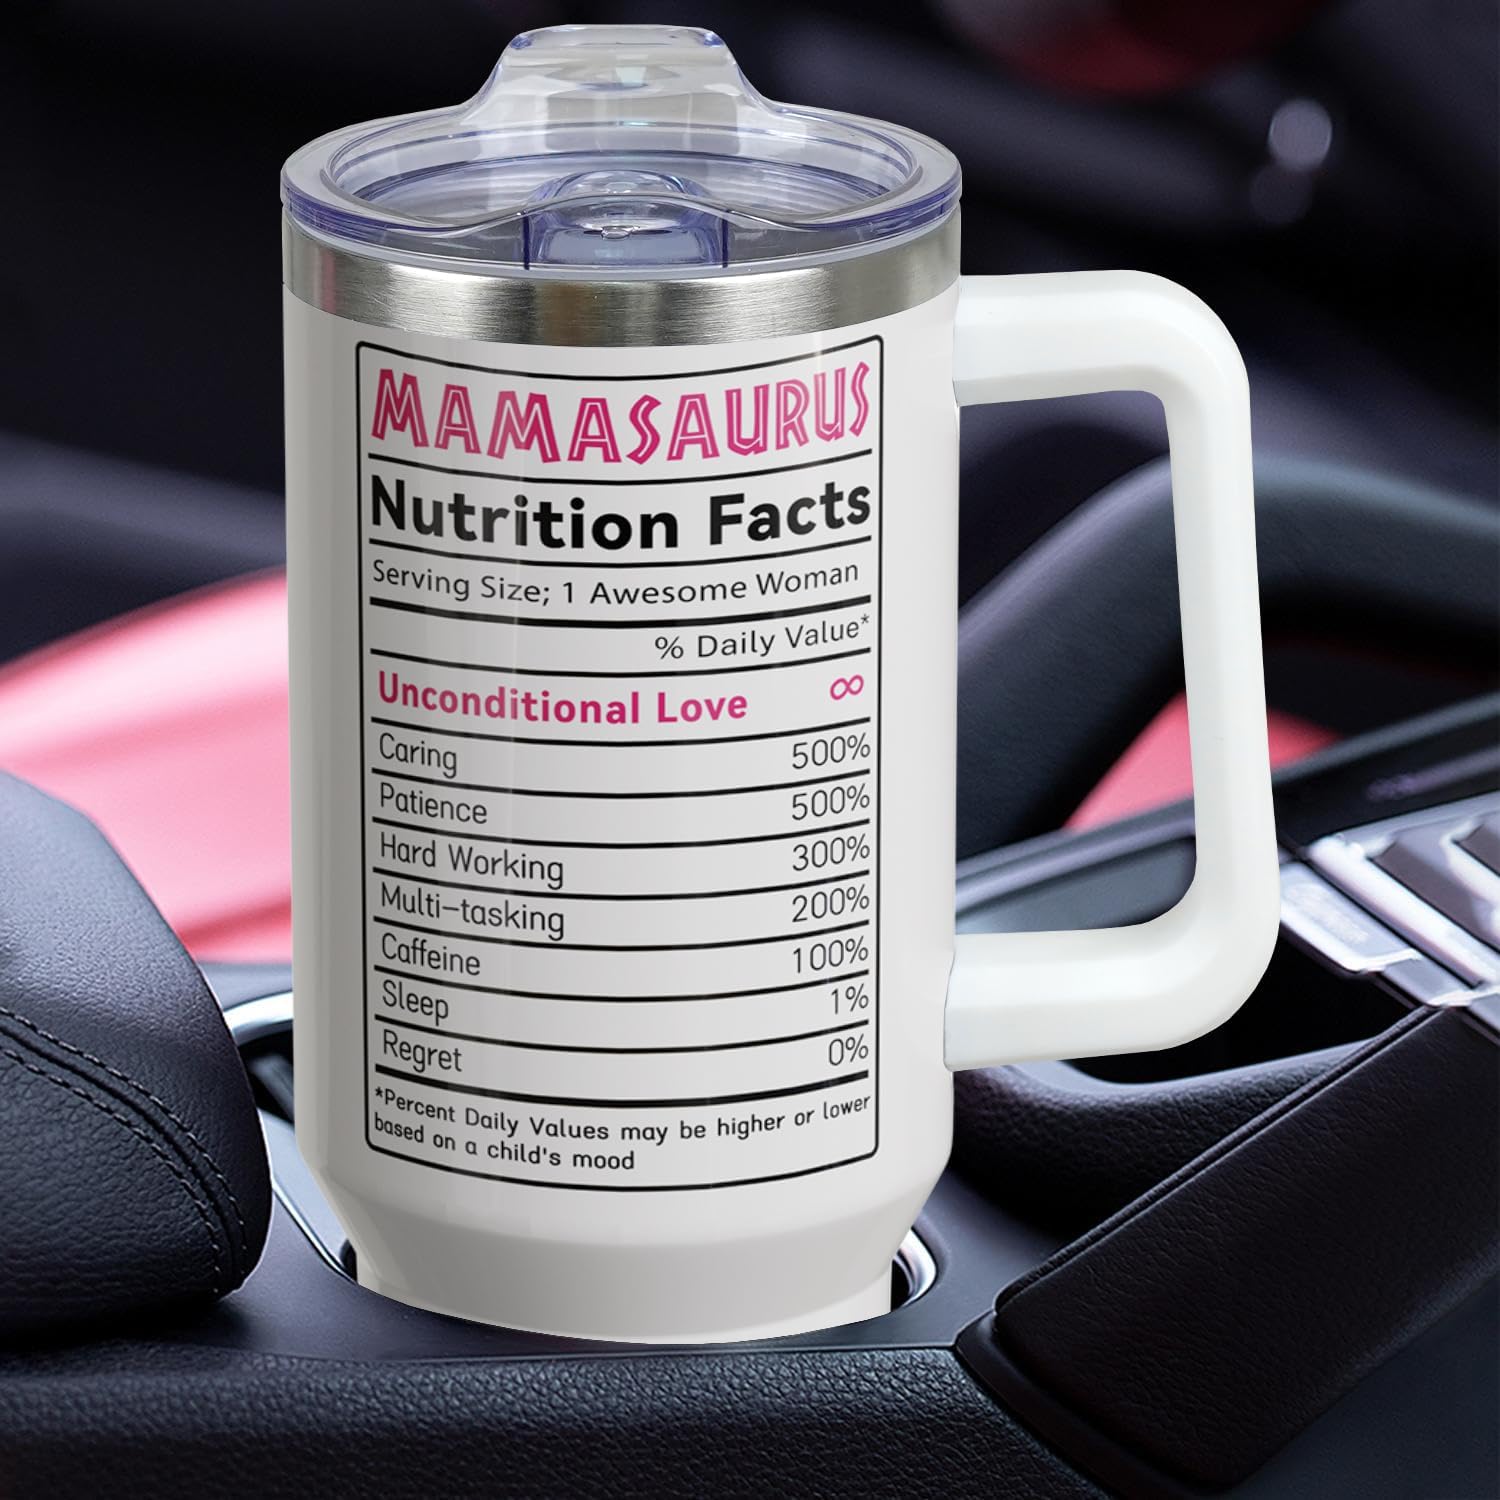 MAMASAURUS
Nutrition Facts
Serving Size; 1 Awesome Woman
% Daily Value*
Unconditional Love ∞
Caring 500%
Patience 500%
Hard Working 300%
Multi-tasking 200%
Caffeine 100%
Sleep 1%
Regret 0%
*Percent Daily Values may be higher or lower
based on a child's mood